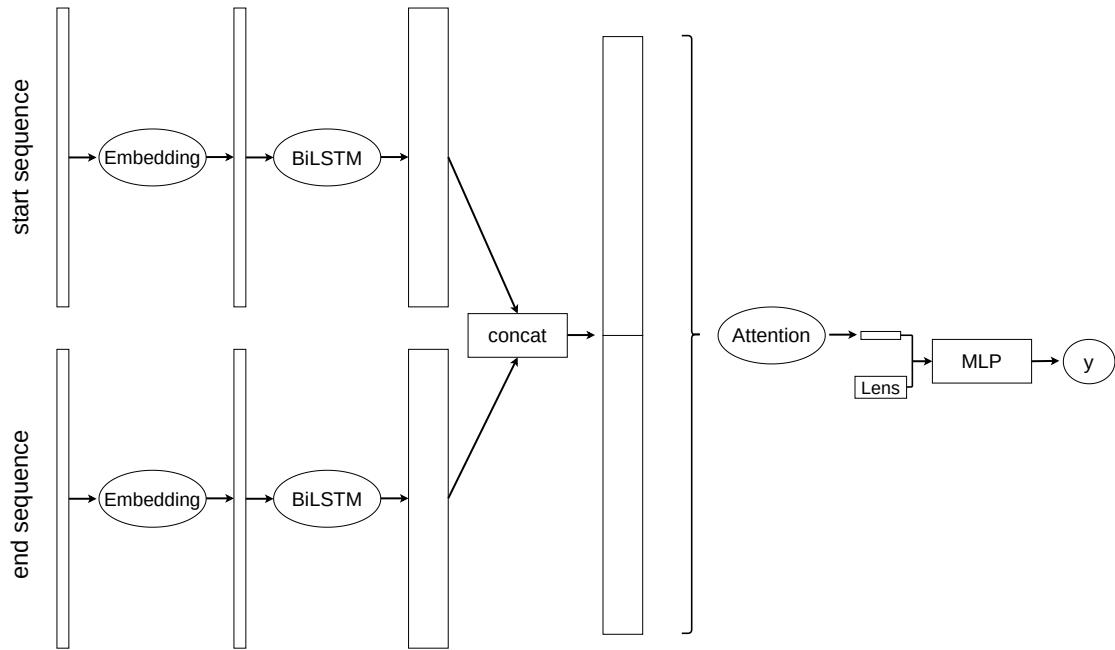 start sequence
Embedding
BiLSTM
concat
Attention
Lens
MLP
y
end sequence
Embedding
BiLSTM